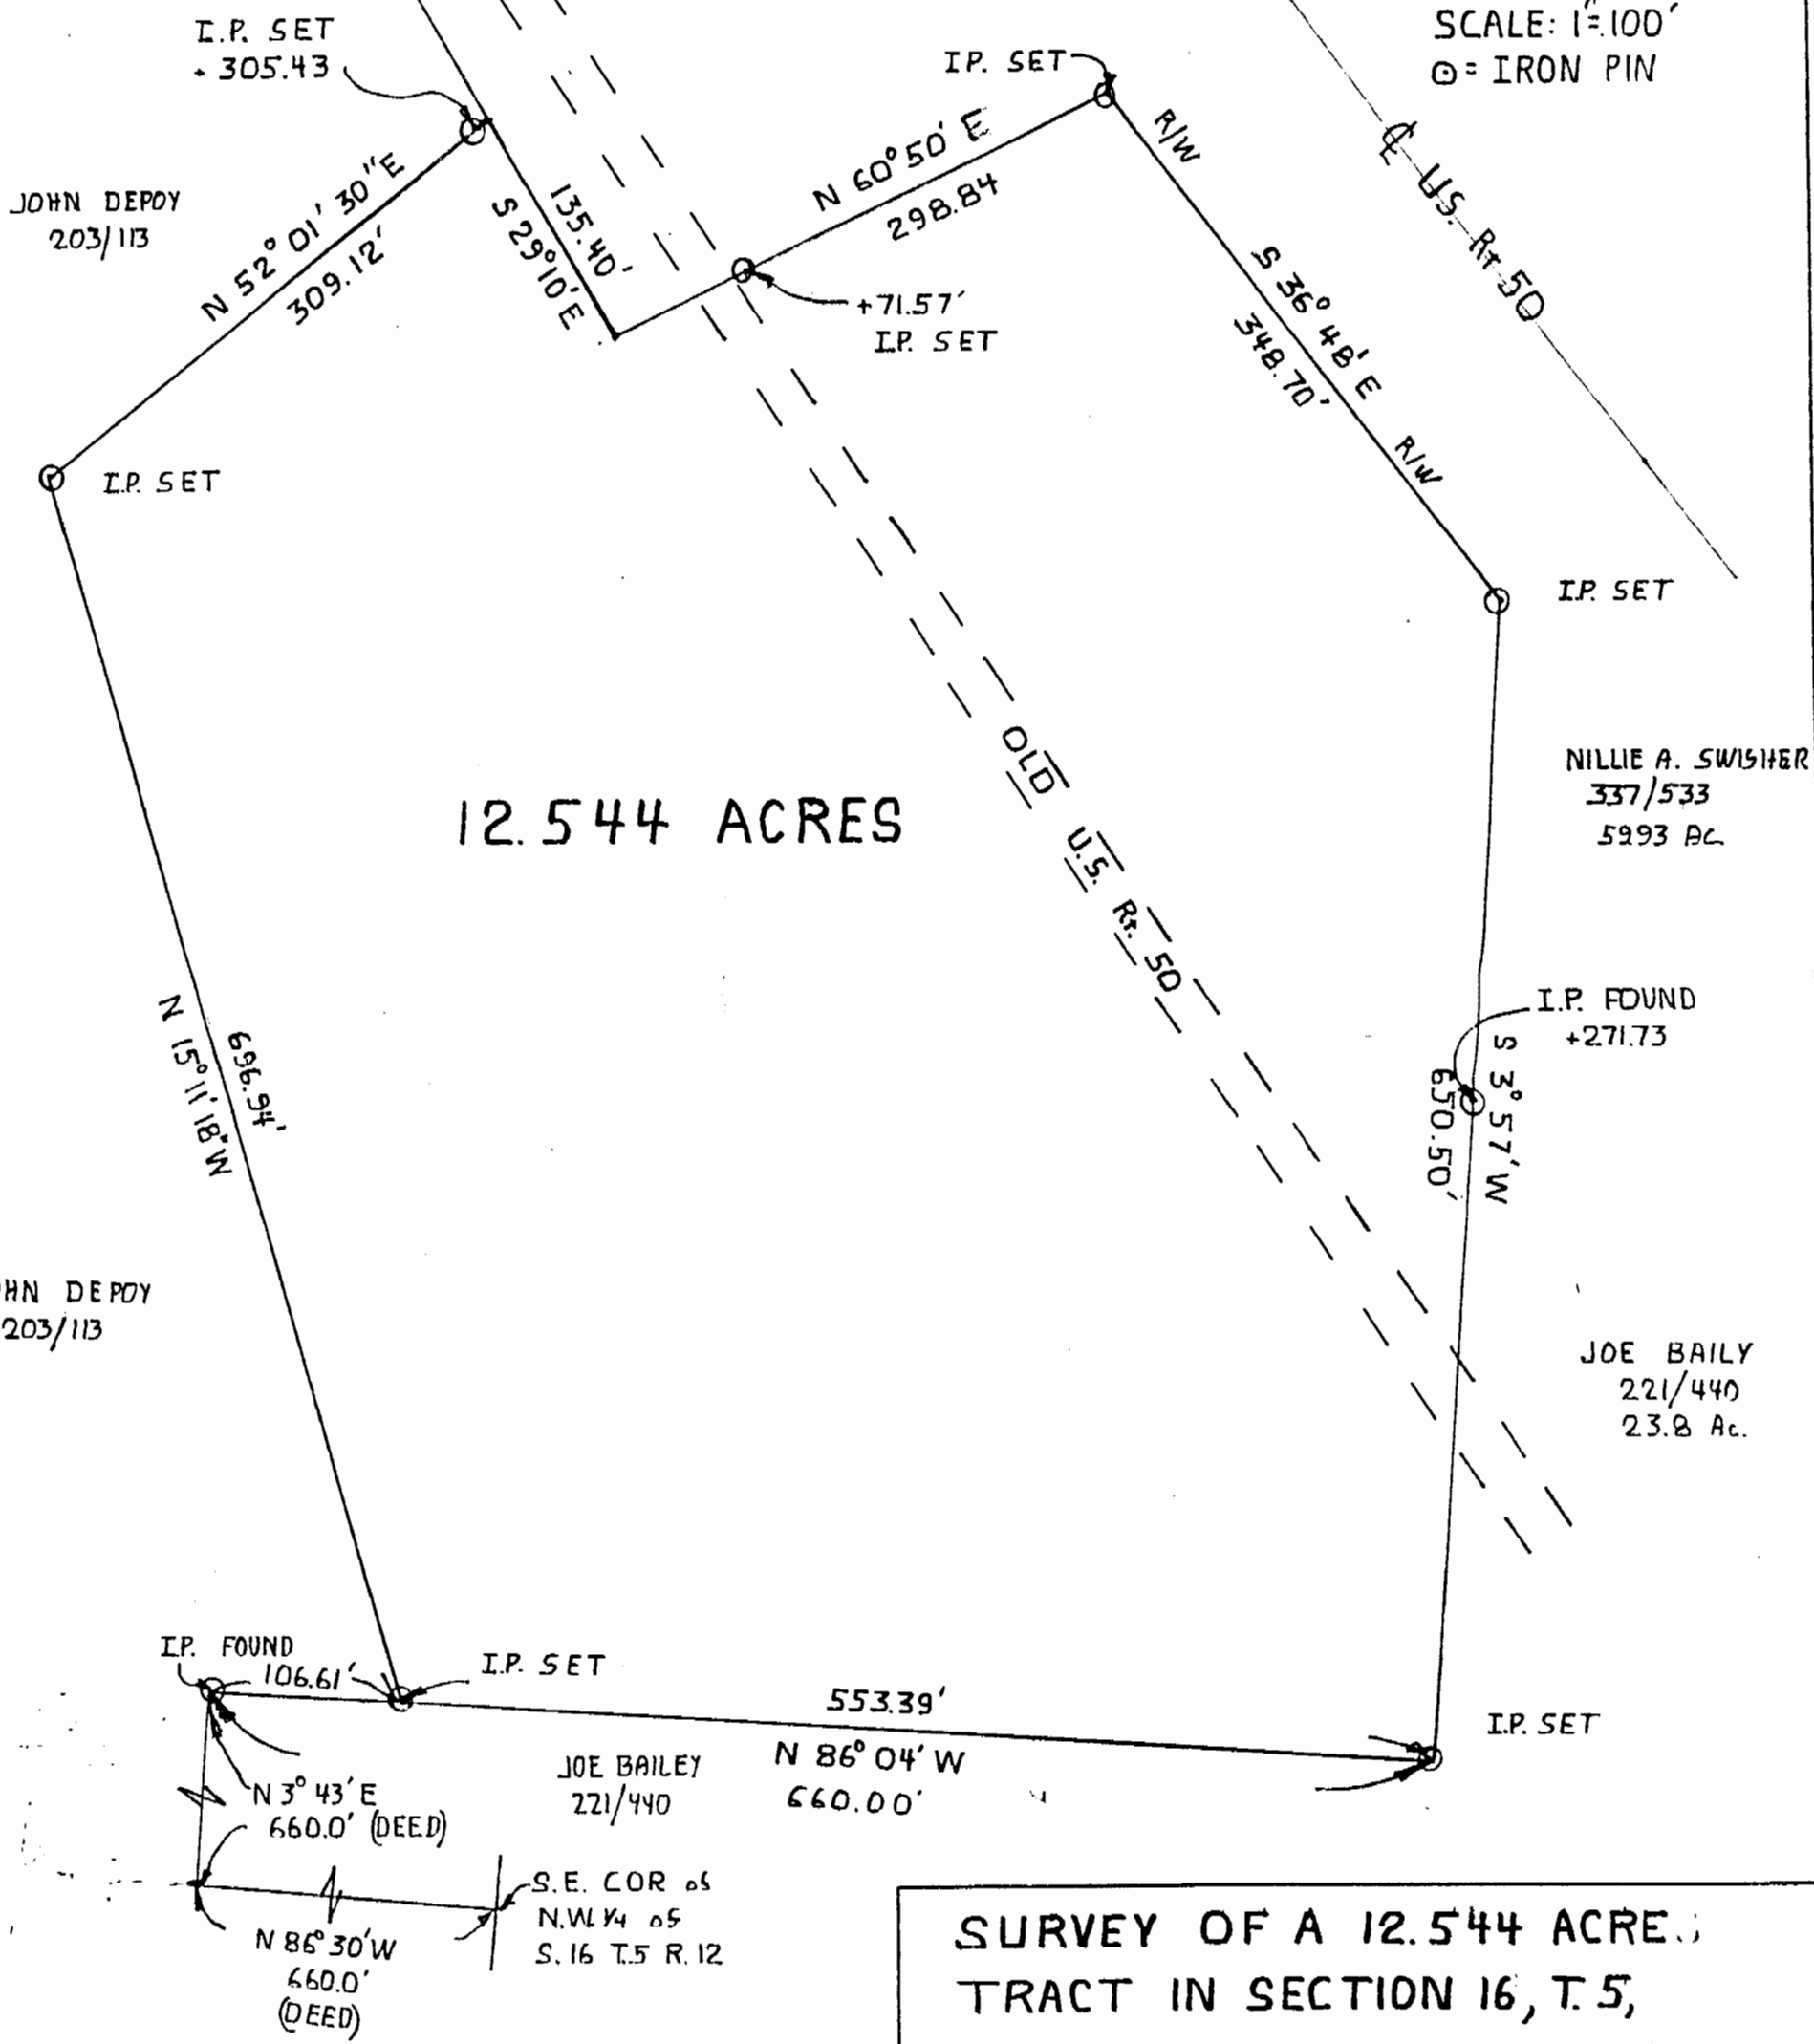 I.P. SET
+ 305.43
I.P. SET
SCALE: 1"=100'
⊙= IRON PIN
JOHN DEPOY
203/113
N 52° 01' 30"E
309.12'
135.40'
S 29°10'E
N 60°50' E
298.84
R/W
℄ U.S. Rt 50
+71.57'
I.P. SET
S 36° 48' E
348.70'
R/W
I.P. SET
I.P. SET
OLD U.S. Rt. 50
12.544 ACRES
NILLIE A. SWISHER
337/533
5.993 AC.
I.P. FOUND
+271.73
S 3° 57' W
650.50'
696.94'
N 15°11'18"W
HN DEPOY
203/113
JOE BAILY
221/440
23.8 Ac.
I.P. FOUND
106.61'
I.P. SET
553.39'
N 86° 04' W
660.00'
I.P. SET
JOE BAILEY
221/440
N 3° 43' E
660.0' (DEED)
S.E. COR of
N.W. 1/4 of
S. 16 T.5 R. 12
N 86° 30'W
660.0'
(DEED)
SURVEY OF A 12.544 ACRE
TRACT IN SECTION 16, T. 5,